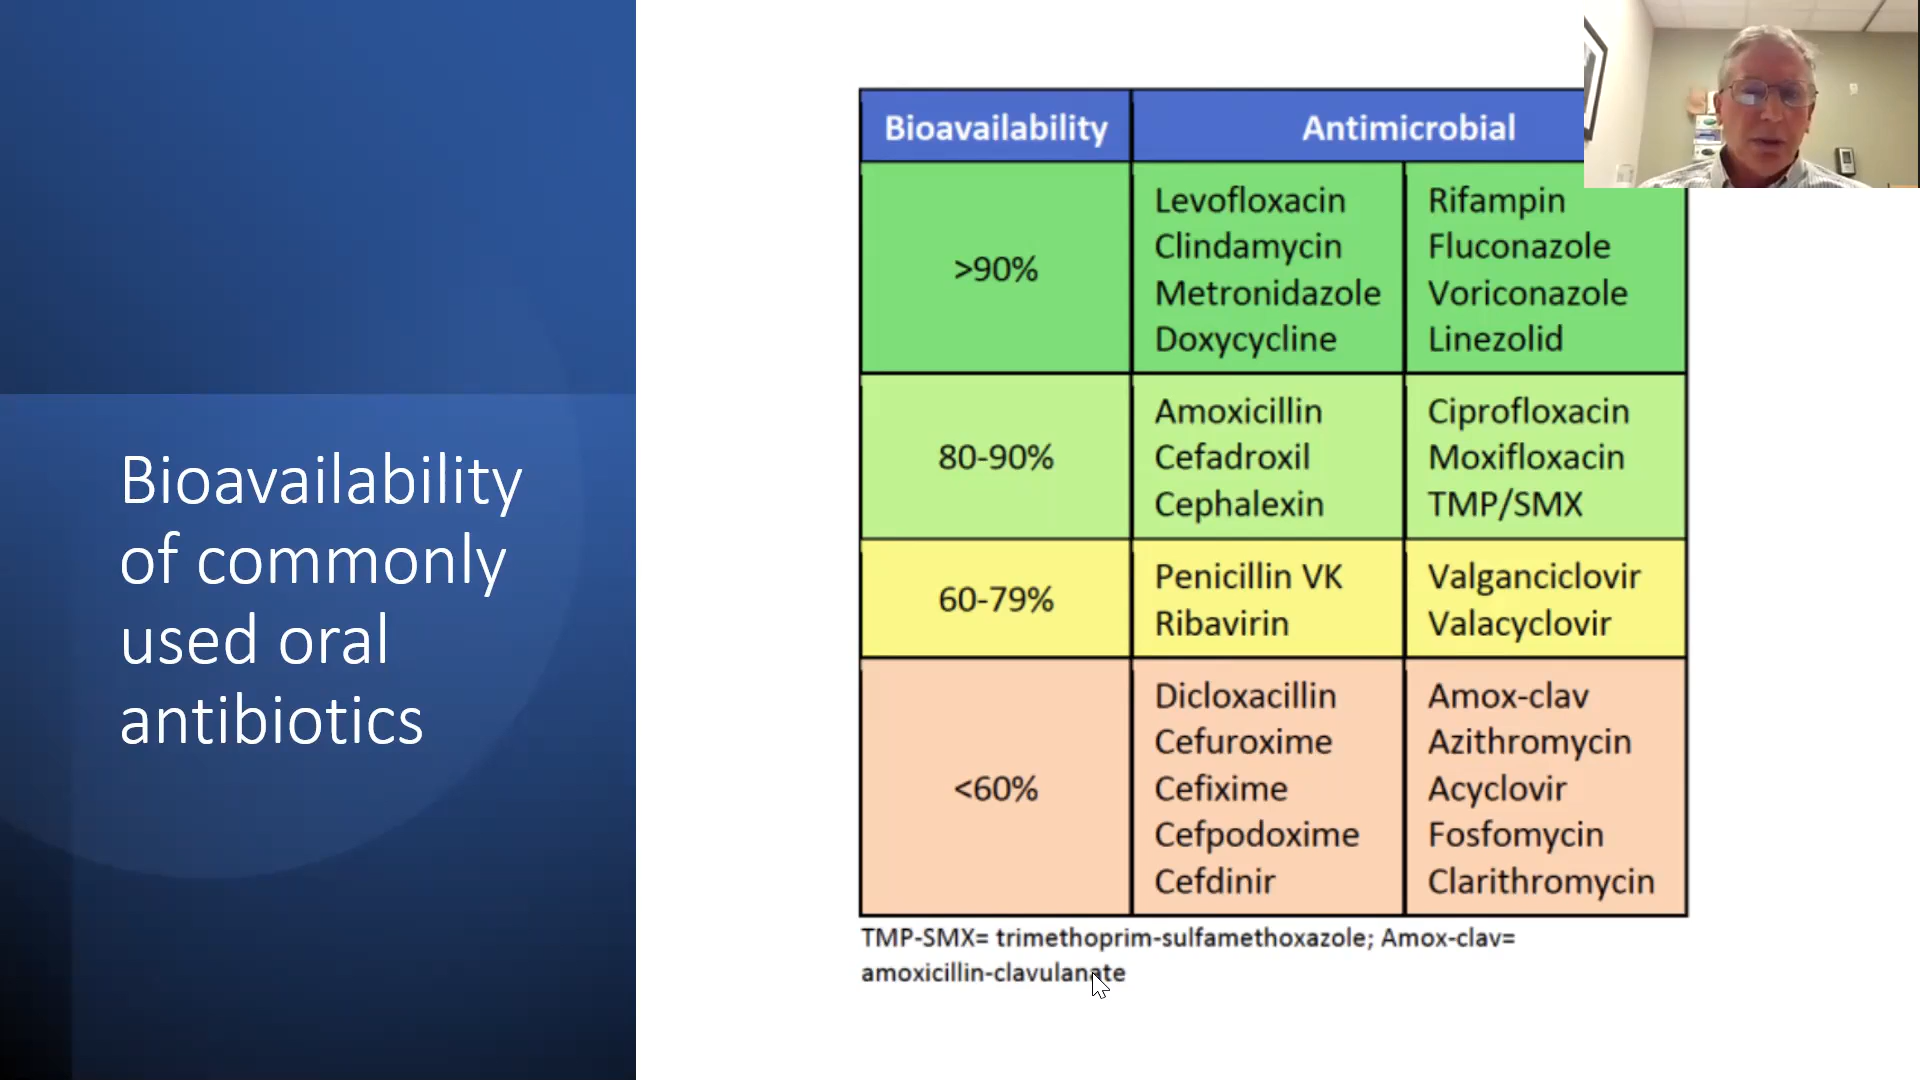 Bioavailability
of commonly
used oral
antibiotics
Bioavailability Antimicrobial
>90%
Levofloxacin
Clindamycin
Metronidazole
Doxycycline
Rifampin
Fluconazole
Voriconazole
Linezolid
80-90%
Amoxicillin
Cefadroxil
Cephalexin
Ciprofloxacin
Moxifloxacin
TMP/SMX
60-79%
Penicillin VK
Ribavirin
Valganciclovir
Valacyclovir
<60%
Dicloxacillin
Cefuroxime
Cefixime
Cefpodoxime
Cefdinir
Amox-clav
Azithromycin
Acyclovir
Fosfomycin
Clarithromycin
TMP-SMX= trimethoprim-sulfamethoxazole; Amox-clav=
amoxicillin-clavulanate